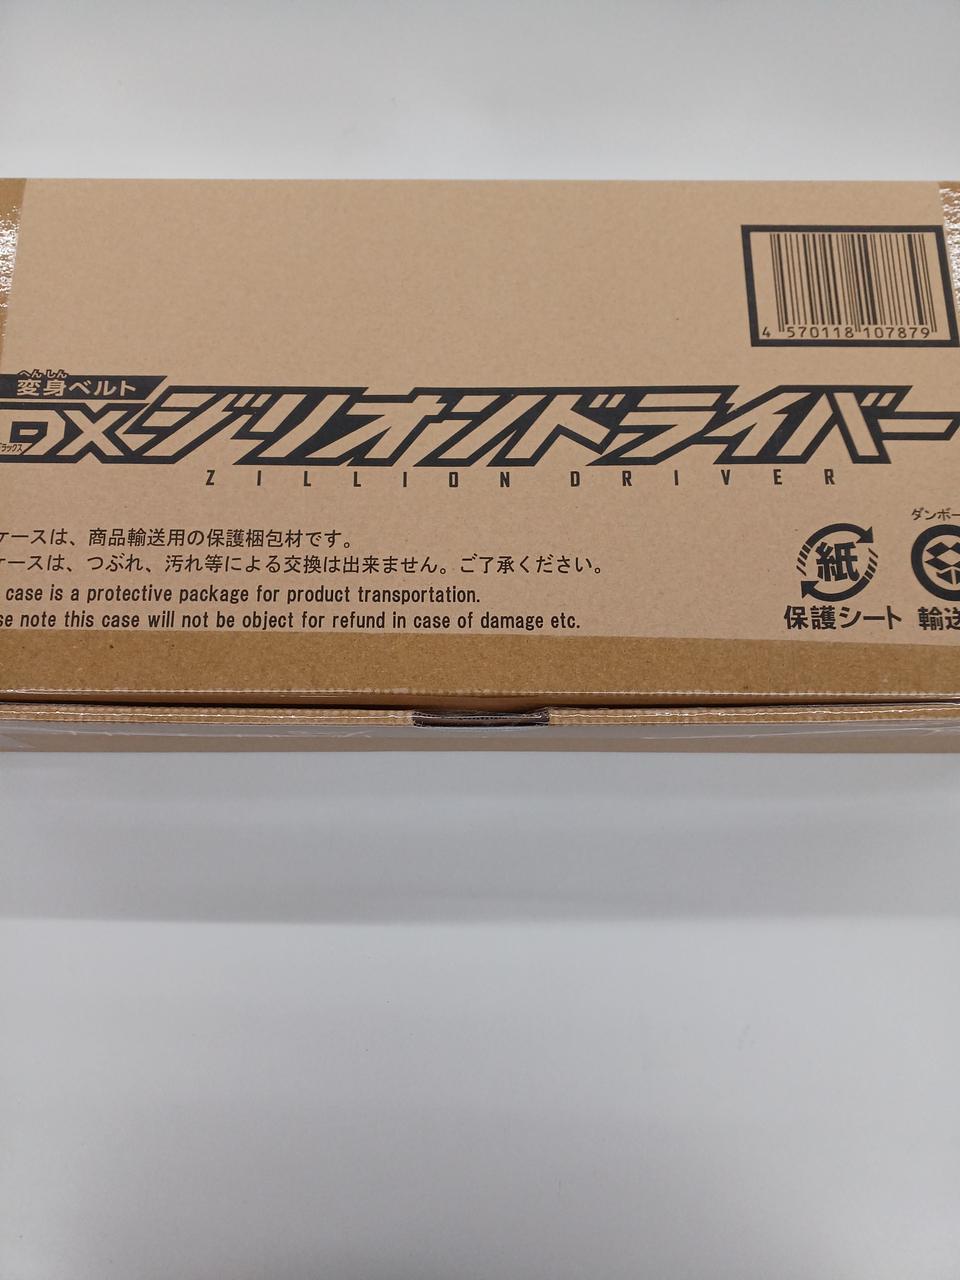 4 570118 107879
へんしん
変身ベルト
DXジリオンドライバー
ラックス
ZILLION DRIVER
ケースは、商品輸送用の保護梱包材です。
ケースは、つぶれ、汚れ等による交換は出来ません。ご了承ください。
case is a protective package for product transportation.
se note this case will not be object for refund in case of damage etc.
ダンボー
紙
保護シート
輸送